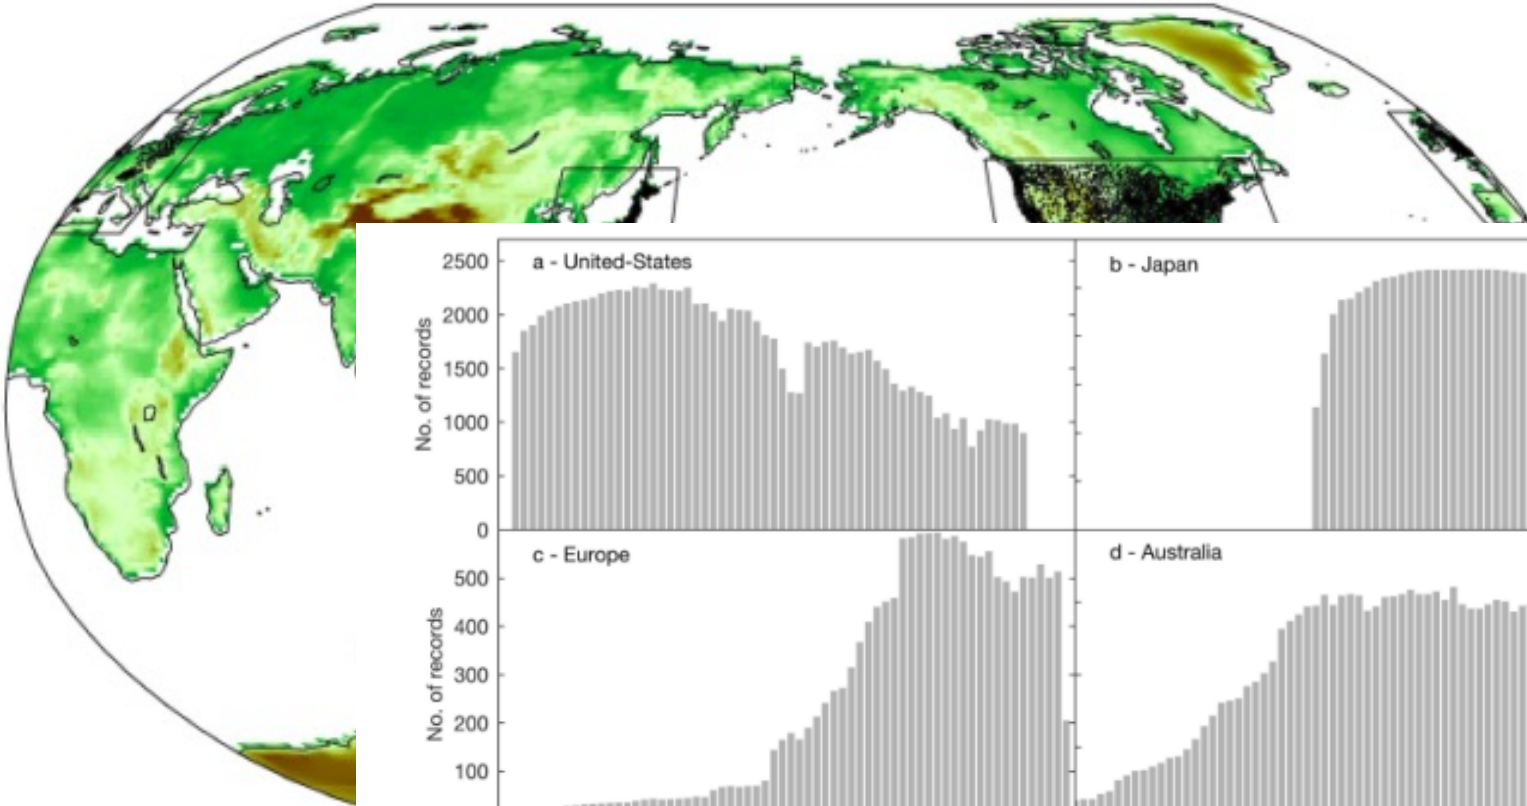 a - United-States
b - Japan
2500
2000
1500
1000
500
0
No. of records
c - Europe
d - Australia
500
400
300
200
100
No. of records